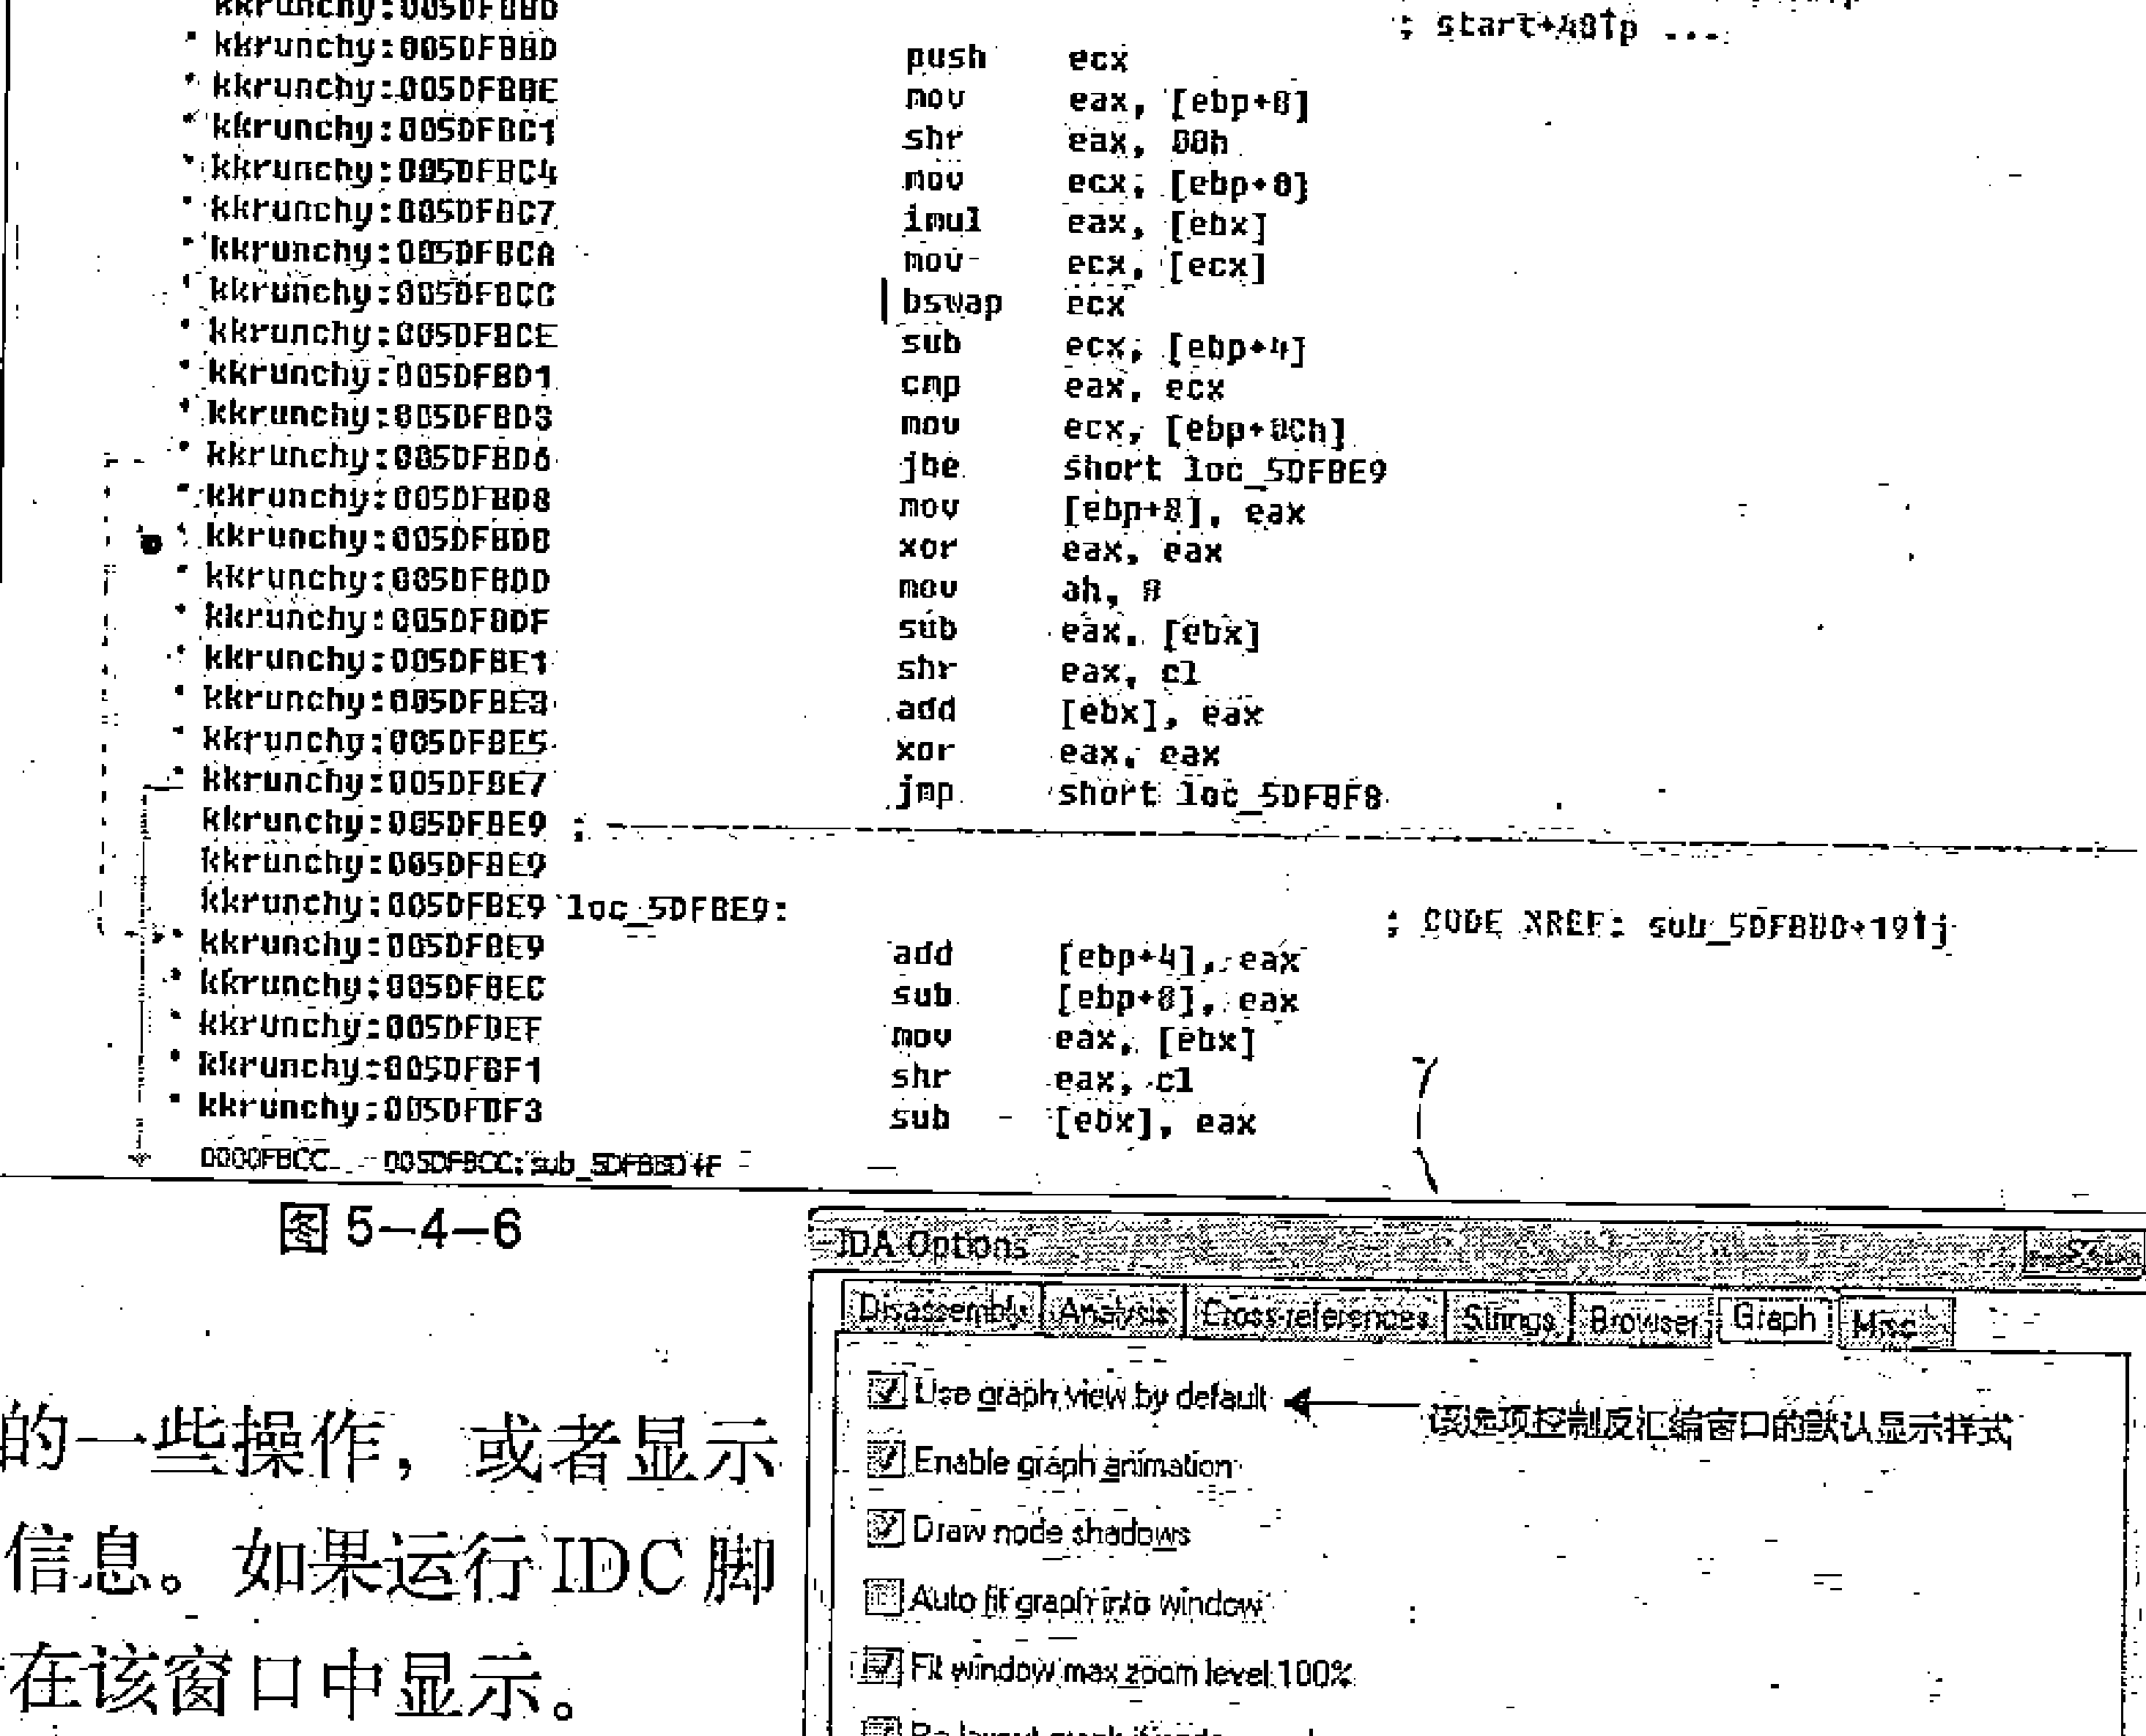 kkrunchy:005DFBBD
; start+48↑p ...
kkrunchy:005DFBBD push ecx
kkrunchy:005DFBBE mov eax, [ebp+8]
kkrunchy:005DFBC1 shr eax, 0Bh
kkrunchy:005DFBC4 mov ecx, [ebp+0]
kkrunchy:005DFBC7 imul eax, [ebx]
kkrunchy:005DFBCA mov ecx, [ecx]
kkrunchy:005DFBCC bswap ecx
kkrunchy:005DFBCE sub ecx, [ebp+4]
kkrunchy:005DFBD1 cmp eax, ecx
kkrunchy:005DFBD3 mov ecx, [ebp+0Ch]
kkrunchy:005DFBD6 jbe short loc_5DFBE9
kkrunchy:005DFBD8 mov [ebp+8], eax
kkrunchy:005DFBDB xor eax, eax
kkrunchy:005DFBDD mov ah, 8
kkrunchy:005DFBDF sub eax, [ebx]
kkrunchy:005DFBE1 shr eax, cl
kkrunchy:005DFBE3 add [ebx], eax
kkrunchy:005DFBE5 xor eax, eax
kkrunchy:005DFBE7 jmp short loc_5DFBF8
kkrunchy:005DFBE9 ;
kkrunchy:005DFBE9
kkrunchy:005DFBE9 loc_5DFBE9: ; CODE XREF: sub_5DFBBD+19↑j
kkrunchy:005DFBE9 add [ebp+4], eax
kkrunchy:005DFBEC sub [ebp+8], eax
kkrunchy:005DFBEF mov eax, [ebx]
kkrunchy:005DFBF1 shr eax, cl
kkrunchy:005DFBF3 sub [ebx], eax
0000FBCC 005DFBCC: sub_5DFBBD+F
图 5-4-6
的一些操作，或者显示
信息。如果运行 IDC 脚
在该窗口中显示。
IDA Options
Disassembly Analysis Cross-references Strings Browser Graph Misc
Use graph view by default 该选项控制反汇编窗口的默认显示样式
Enable graph animation
Draw node shadows
Auto fit graph into window
Fit window max zoom level 100%
Re-layout graph if